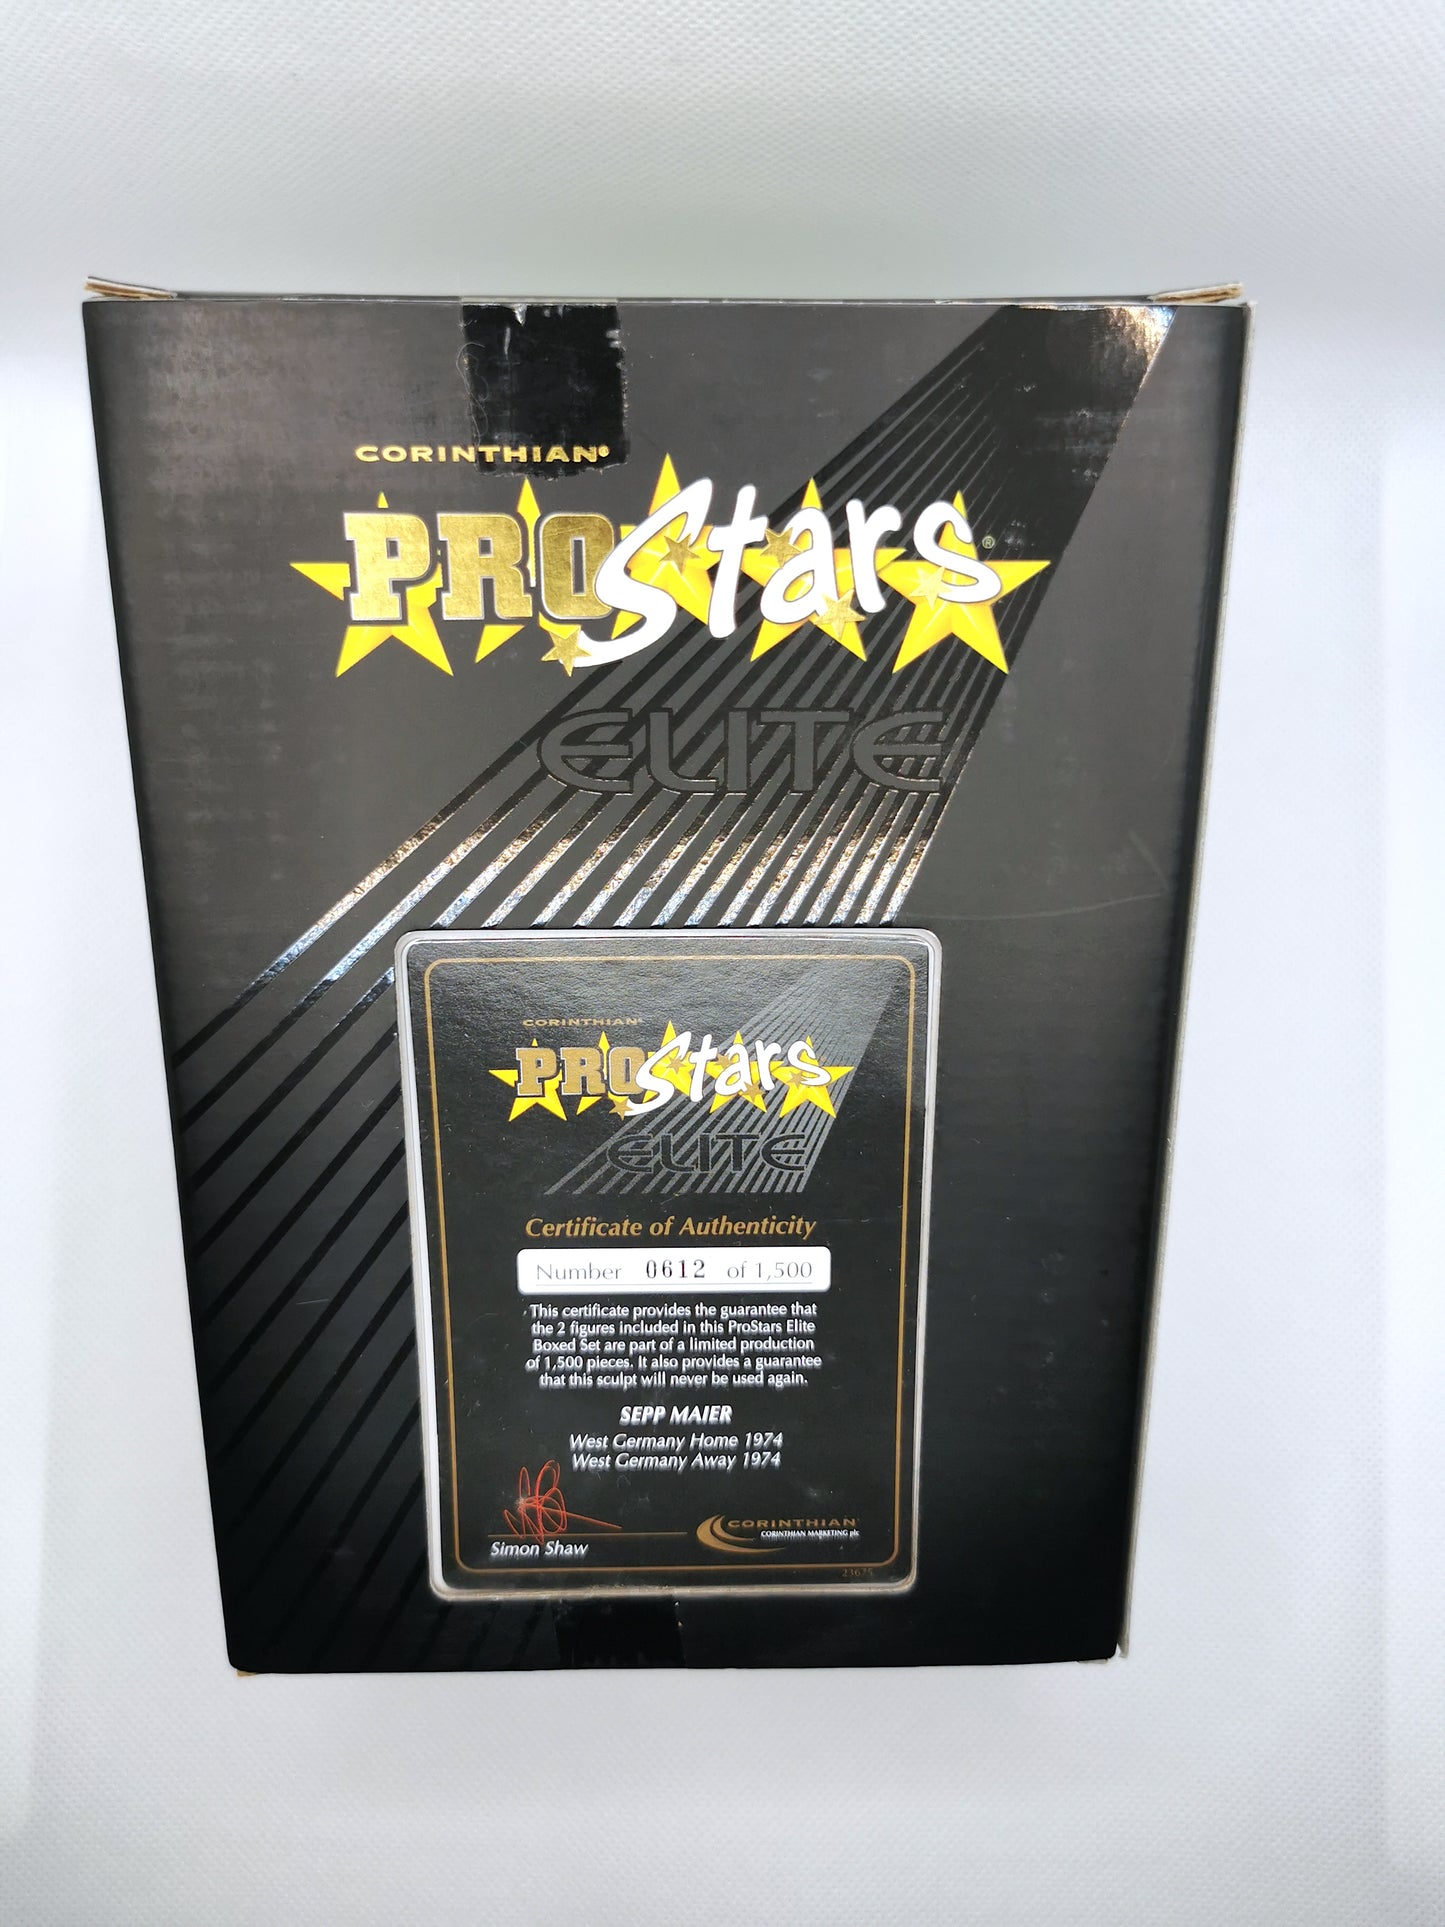 CORINTHIAN®
PROStars®
ELITE
CORINTHIAN®
PROStars
ELITE
Certificate of Authenticity
Number 0612 of 1,500
This certificate provides the guarantee that
the 2 figures included in this ProStars Elite
Boxed Set are part of a limited production
of 1,500 pieces. It also provides a guarantee
that this sculpt will never be used again.
SEPP MAIER
West Germany Home 1974
West Germany Away 1974
Simon Shaw
CORINTHIAN
CORINTHIAN MARKETING plc
23675